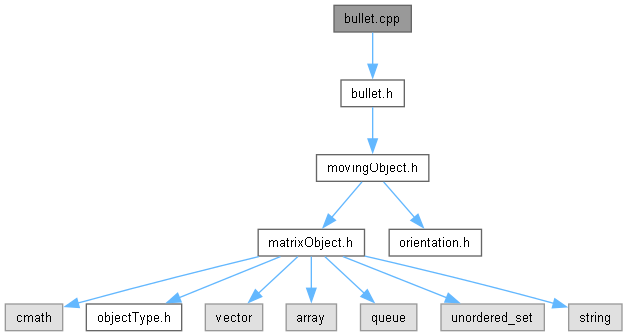 bullet.cpp
bullet.h
movingObject.h
matrixObject.h
orientation.h
cmath
objectType.h
vector
array
queue
unordered_set
string